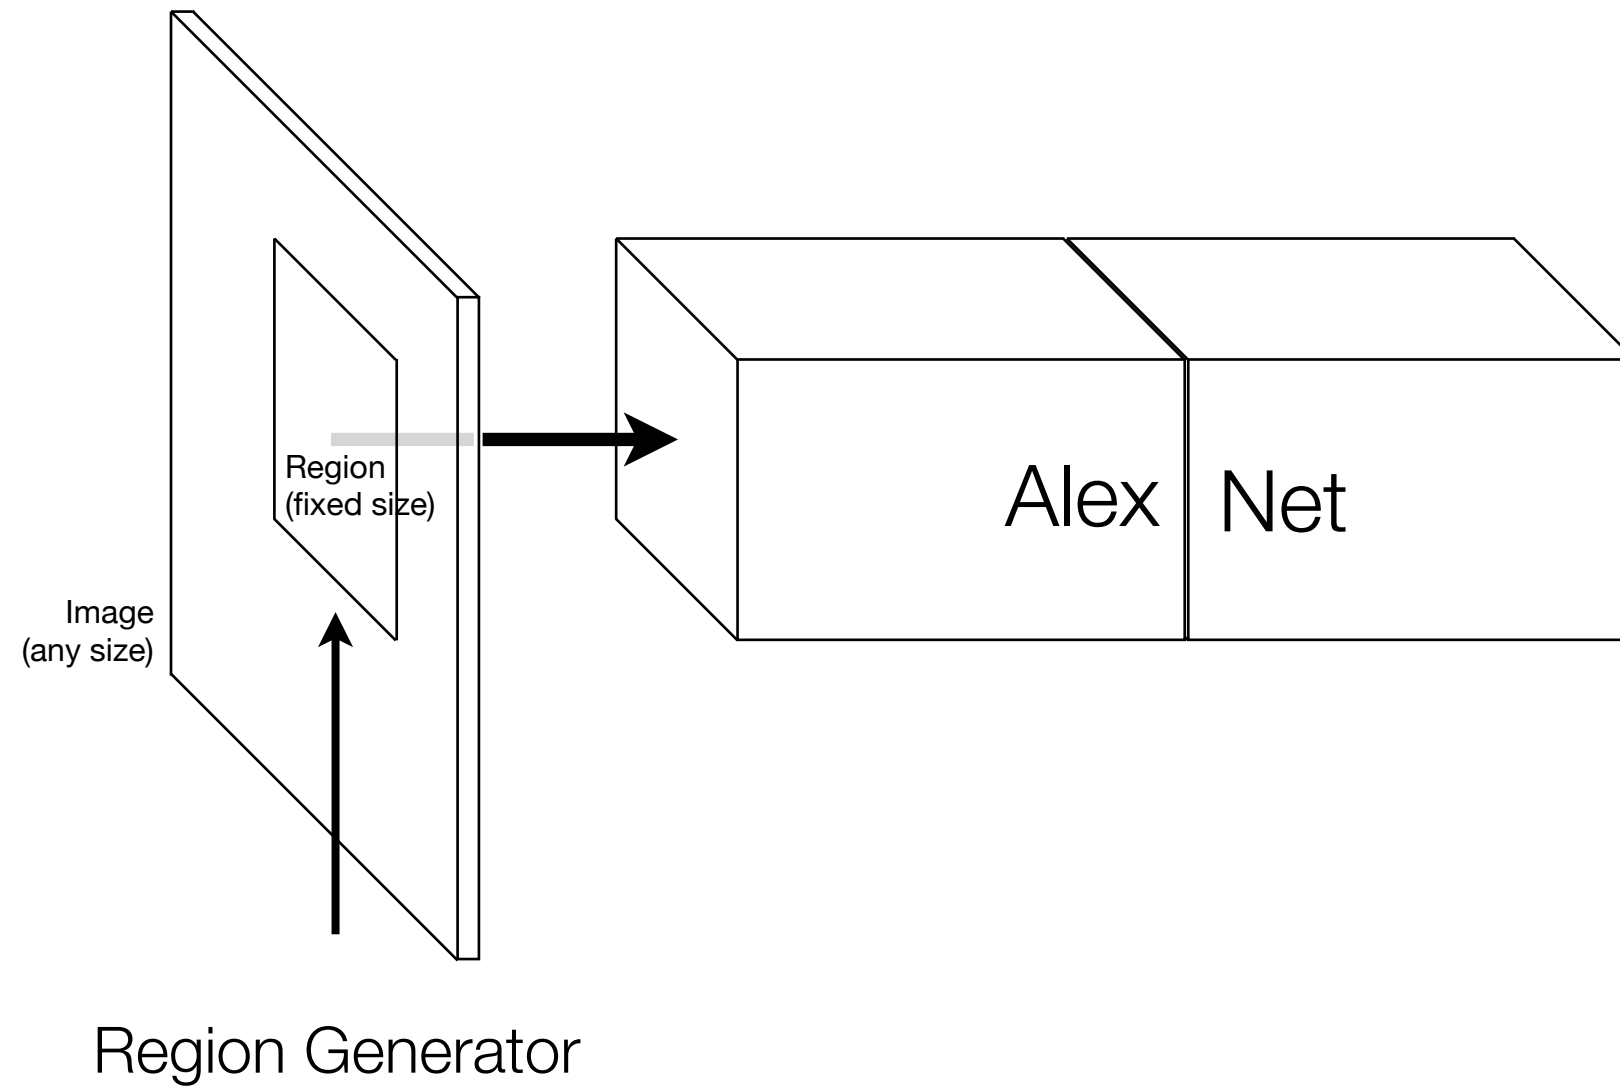 Region
(fixed size)
Image
(any size)
Alex Net
Region Generator